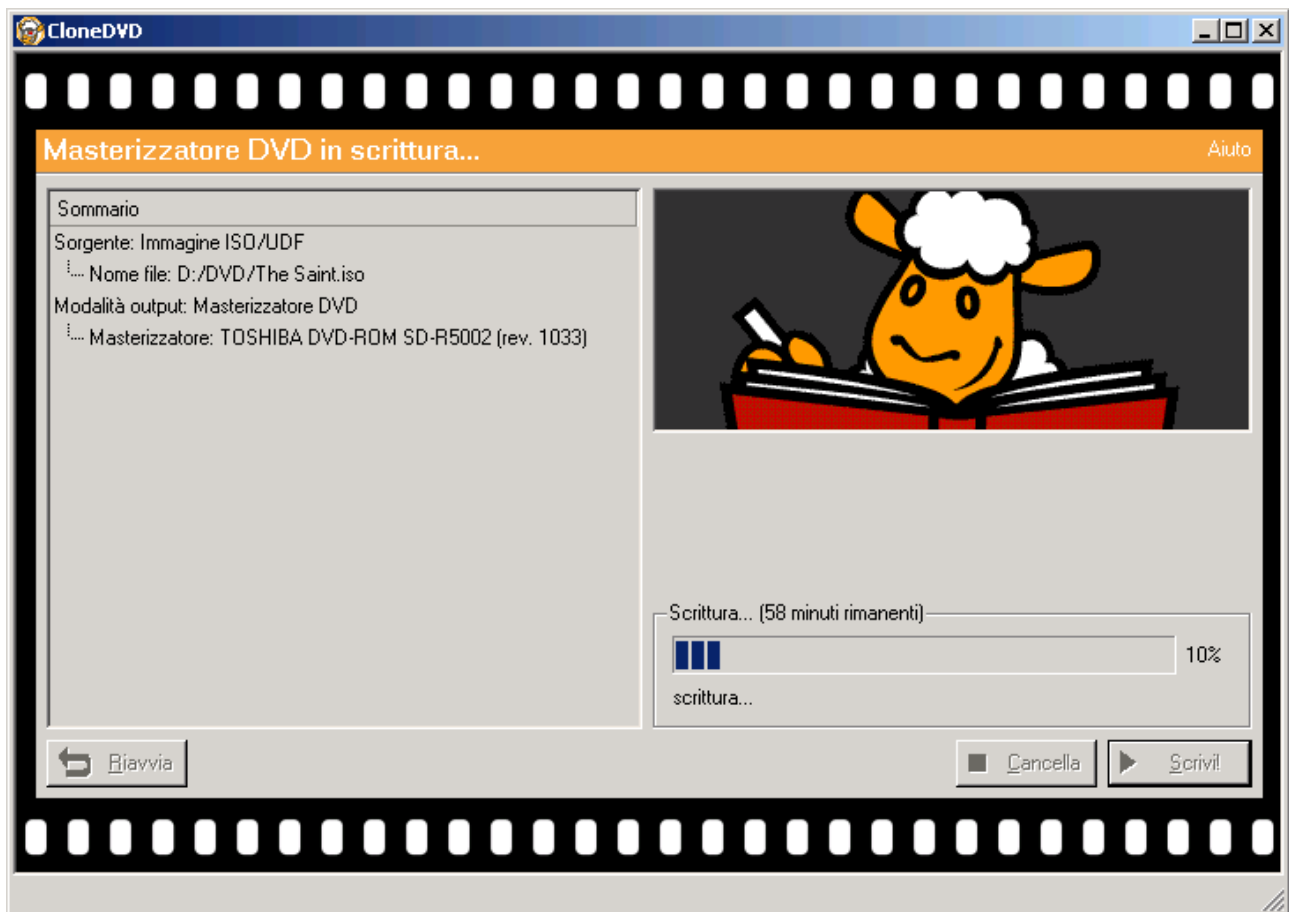 CloneDVD
Masterizzatore DVD in scrittura...
Aiuto
Sommario
Sorgente: Immagine ISO/UDF
Nome file: D:/DVD/The Saint.iso
Modalità output: Masterizzatore DVD
Masterizzatore: TOSHIBA DVD-ROM SD-R5002 (rev. 1033)
Scrittura... (58 minuti rimanenti)
10%
scrittura...
Riavvia
Cancella
Scrivi!